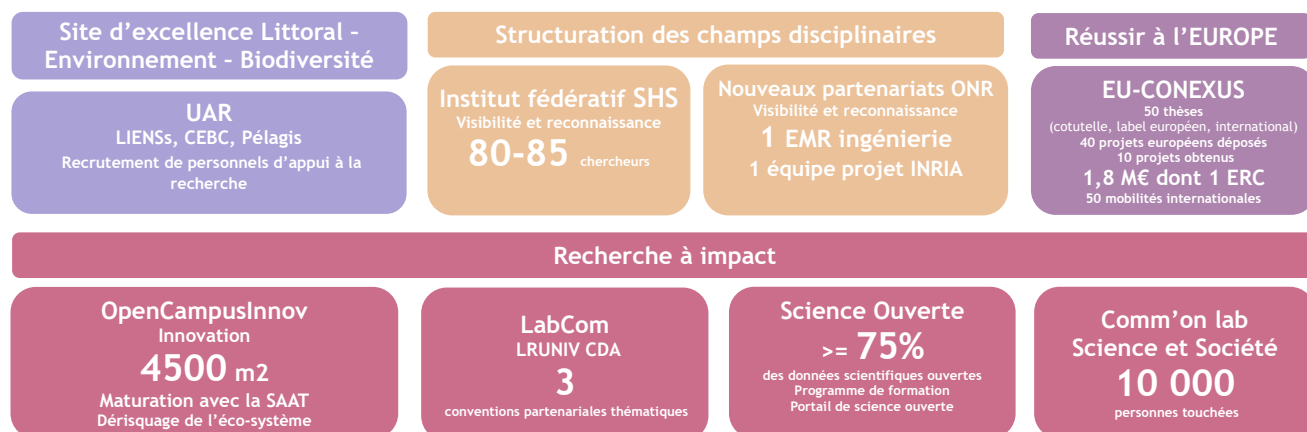 Site d'excellence Littoral –
Environnement – Biodiversité
UAR
LIENSs, CEBC, Pélagis
Recrutement de personnels d'appui à la
recherche
Structuration des champs disciplinaires
Institut fédératif SHS
Visibilité et reconnaissance
80-85 chercheurs
Nouveaux partenariats ONR
Visibilité et reconnaissance
1 EMR ingénierie
1 équipe projet INRIA
Réussir à l'EUROPE
EU-CONEXUS
50 thèses
(cotutelle, label européen, international)
40 projets européens déposés
10 projets obtenus
1,8 M€ dont 1 ERC
50 mobilités internationales
Recherche à impact
OpenCampusInnov
Innovation
4500 m2
Maturation avec la SAAT
Dérisquage de l'éco-système
LabCom
LRUNIV CDA
3
conventions partenariales thématiques
Science Ouverte
>= 75%
des données scientifiques ouvertes
Programme de formation
Portail de science ouverte
Comm'on lab
Science et Société
10 000
personnes touchées